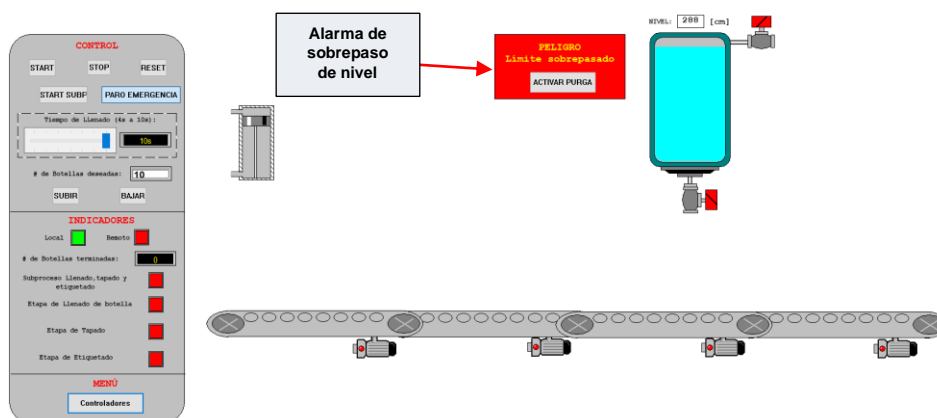 CONTROL
START STOP RESET
START SUBP PARO EMERGENCIA
Tiempo de Llenado (4s a 10s):
10s
# de Botellas deseadas: 10
SUBIR BAJAR
INDICADORES
Local Remoto
# de Botellas terminadas: 0
Subproceso Llenado,tapado y
etiquetado
Etapa de Llenado de botella
Etapa de Tapado
Etapa de Etiquetado
MENÚ
Controladores
Alarma de
sobrepaso
de nivel
PELIGRO
Limite sobrepasado
ACTIVAR PURGA
NIVEL: 288 [cm]